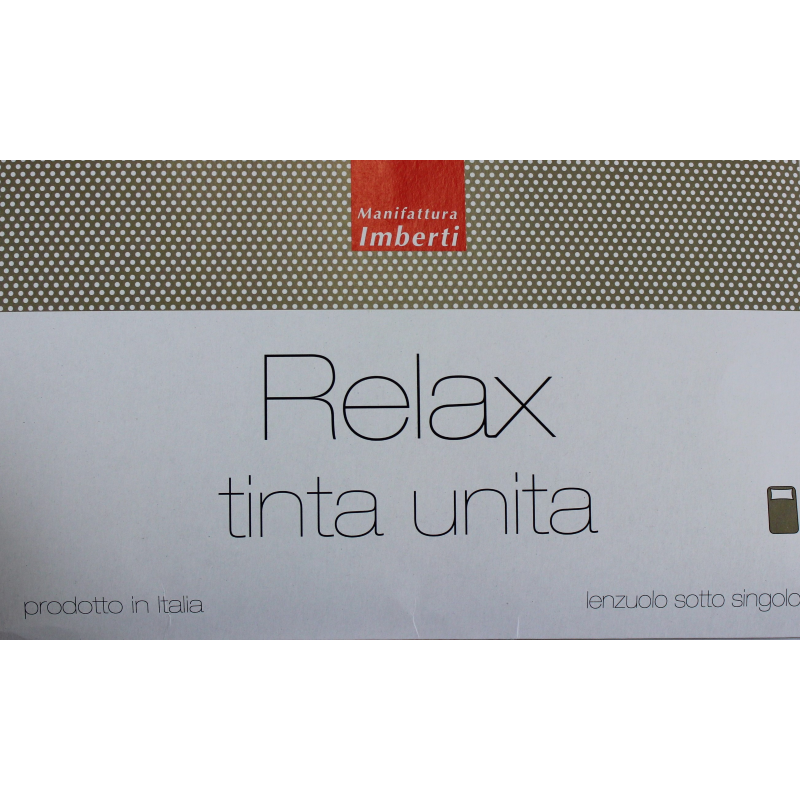 Manifattura
Imberti
Relax
tinta unita
prodotto in Italia
lenzuolo sotto singolo